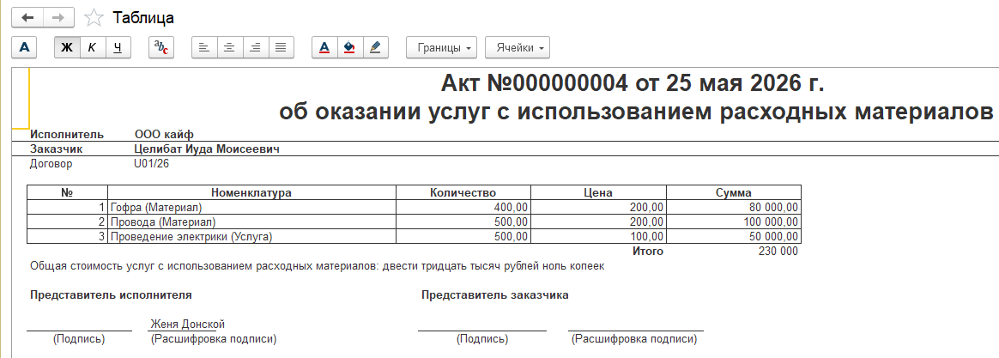 Таблица
А Ж К Ч abc А Границы Ячейки
Акт №000000004 от 25 мая 2026 г.
об оказании услуг с использованием расходных материалов
Исполнитель ООО кайф
Заказчик Целибат Иуда Моисеевич
Договор U01/26
№ Номенклатура Количество Цена Сумма
1 Гофра (Материал) 400,00 200,00 80 000,00
2 Провода (Материал) 500,00 200,00 100 000,00
3 Проведение электрики (Услуга) 500,00 100,00 50 000,00
Итого 230 000
Общая стоимость услуг с использованием расходных материалов: двести тридцать тысяч рублей ноль копеек
Представитель исполнителя Представитель заказчика
Женя Донской
(Подпись) (Расшифровка подписи) (Подпись) (Расшифровка подписи)